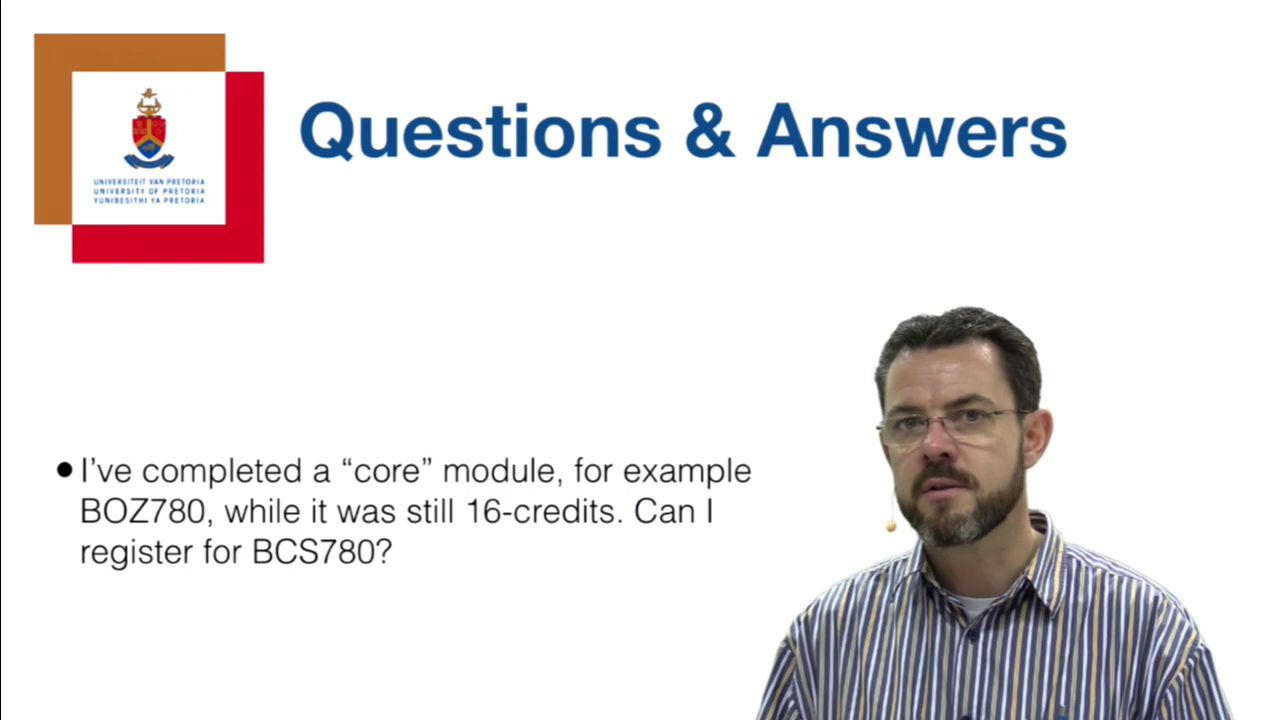 UNIVERSITEIT VAN PRETORIA
UNIVERSITY OF PRETORIA
YUNIBESITHI YA PRETORIA
Questions & Answers
I’ve completed a “core” module, for example
BOZ780, while it was still 16-credits. Can I
register for BCS780?